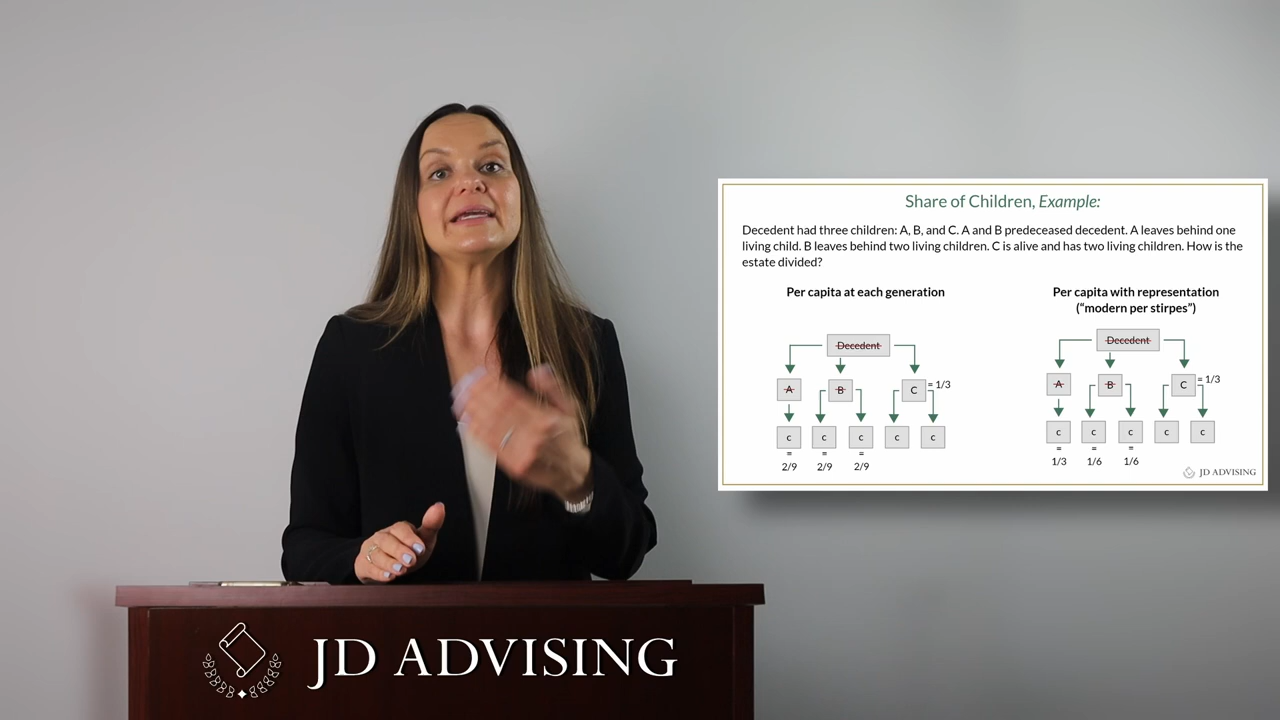 Share of Children, Example:
Decedent had three children: A, B, and C. A and B predeceased decedent. A leaves behind one
living child. B leaves behind two living children. C is alive and has two living children. How is the
estate divided?
Per capita at each generation
Decedent
A B C = 1/3
c c c c c
= = =
2/9 2/9 2/9
Per capita with representation
(“modern per stirpes”)
Decedent
A B C = 1/3
c c c c c
= = =
1/3 1/6 1/6
JD ADVISING
JD ADVISING